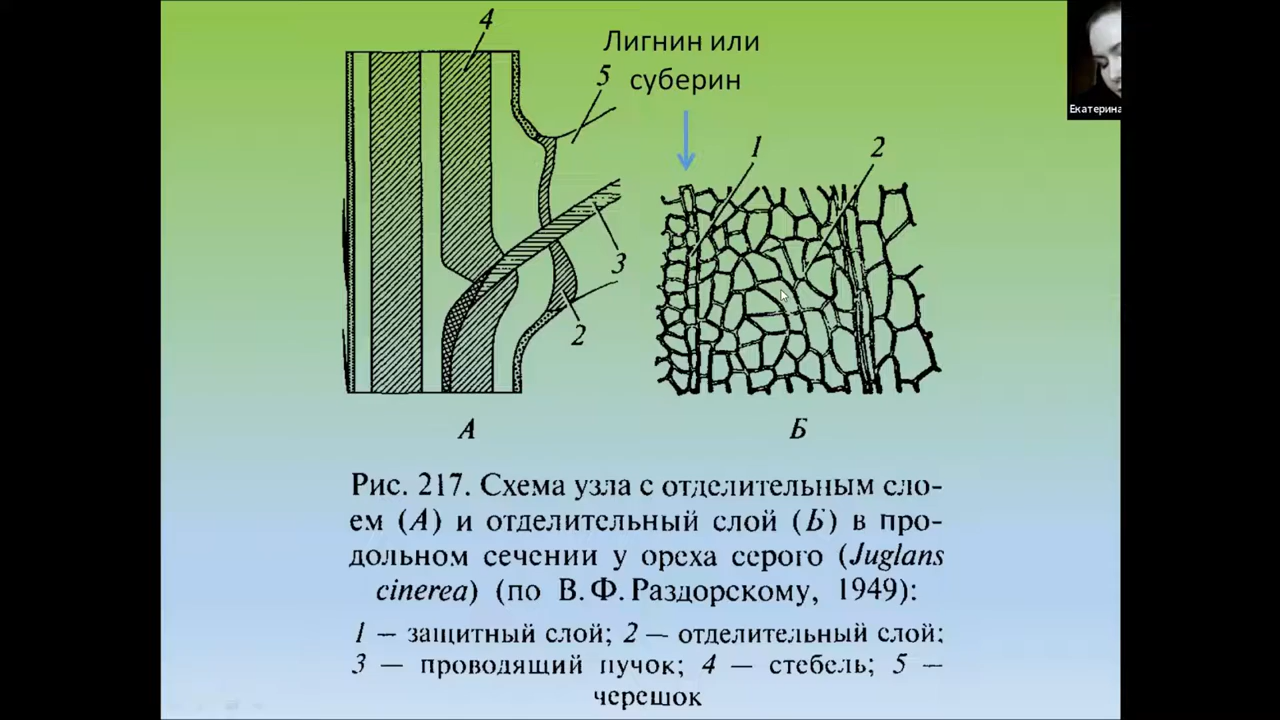 4
Лигнин или
5 суберин
1
2
3
2
А
Б
Рис. 217. Схема узла с отделительным сло-
ем (А) и отделительный слой (Б) в про-
дольном сечении у ореха серого (Juglans
cinerea) (по В. Ф. Раздорскому, 1949):
1 — защитный слой; 2 — отделительный слой;
3 — проводящий пучок; 4 — стебель; 5 —
черешок
Екатерина